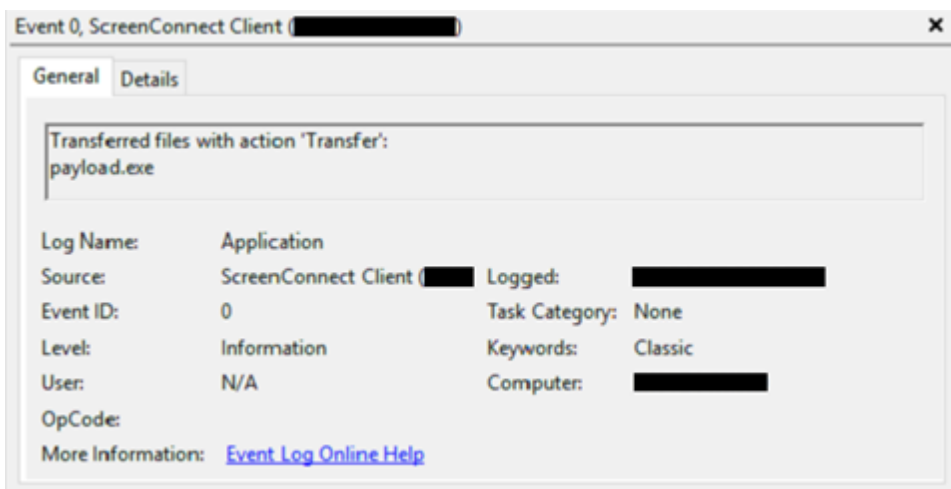 Event 0, ScreenConnect Client ( )
General Details
Transferred files with action 'Transfer':
payload.exe
Log Name: Application
Source: ScreenConnect Client ( Logged:
Event ID: 0 Task Category: None
Level: Information Keywords: Classic
User: N/A Computer:
OpCode:
More Information: Event Log Online Help